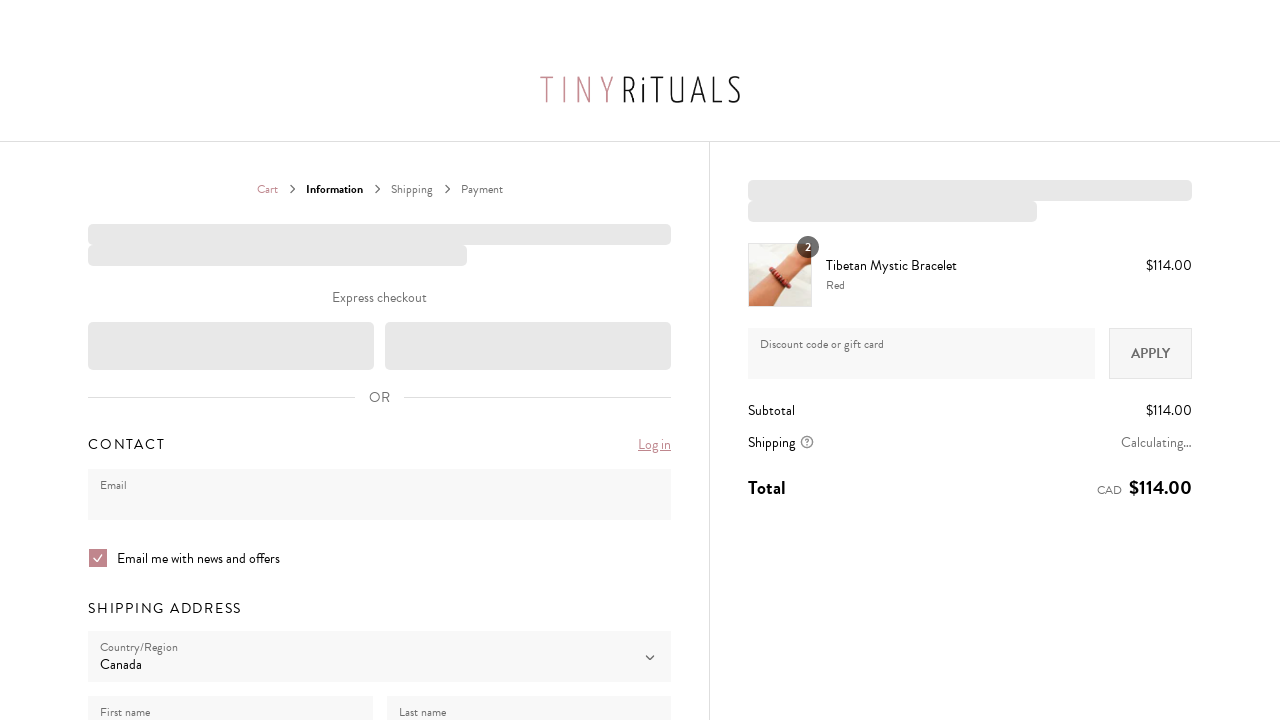 TINY RiTUALS
Cart > Information > Shipping > Payment
Express checkout
OR
CONTACT Log in
Email
Email me with news and offers
SHIPPING ADDRESS
Country/Region
Canada
First name Last name
2
Tibetan Mystic Bracelet $114.00
Red
Discount code or gift card APPLY
Subtotal $114.00
Shipping Calculating...
Total CAD $114.00